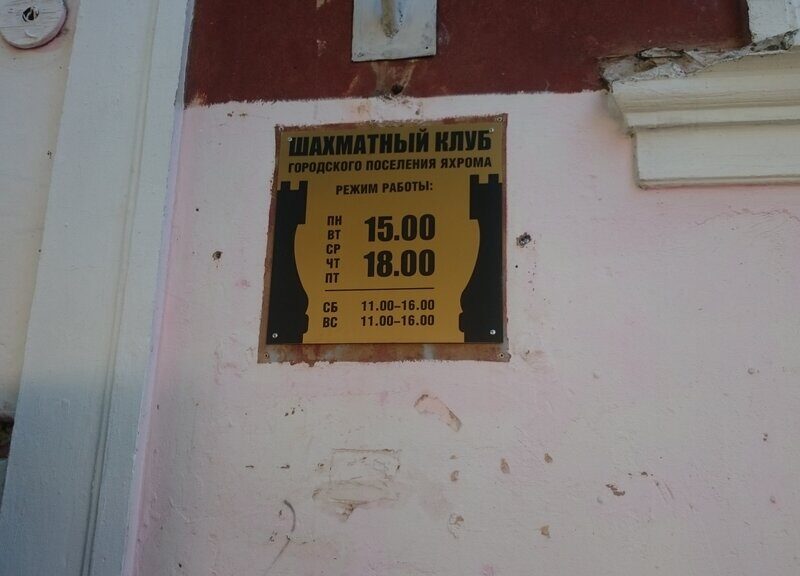 ШАХМАТНЫЙ КЛУБ
ГОРОДСКОГО ПОСЕЛЕНИЯ ЯХРОМА
РЕЖИМ РАБОТЫ:
ПН
ВТ
СР
ЧТ
ПТ
15.00
18.00
СБ 11.00–16.00
ВС 11.00–16.00